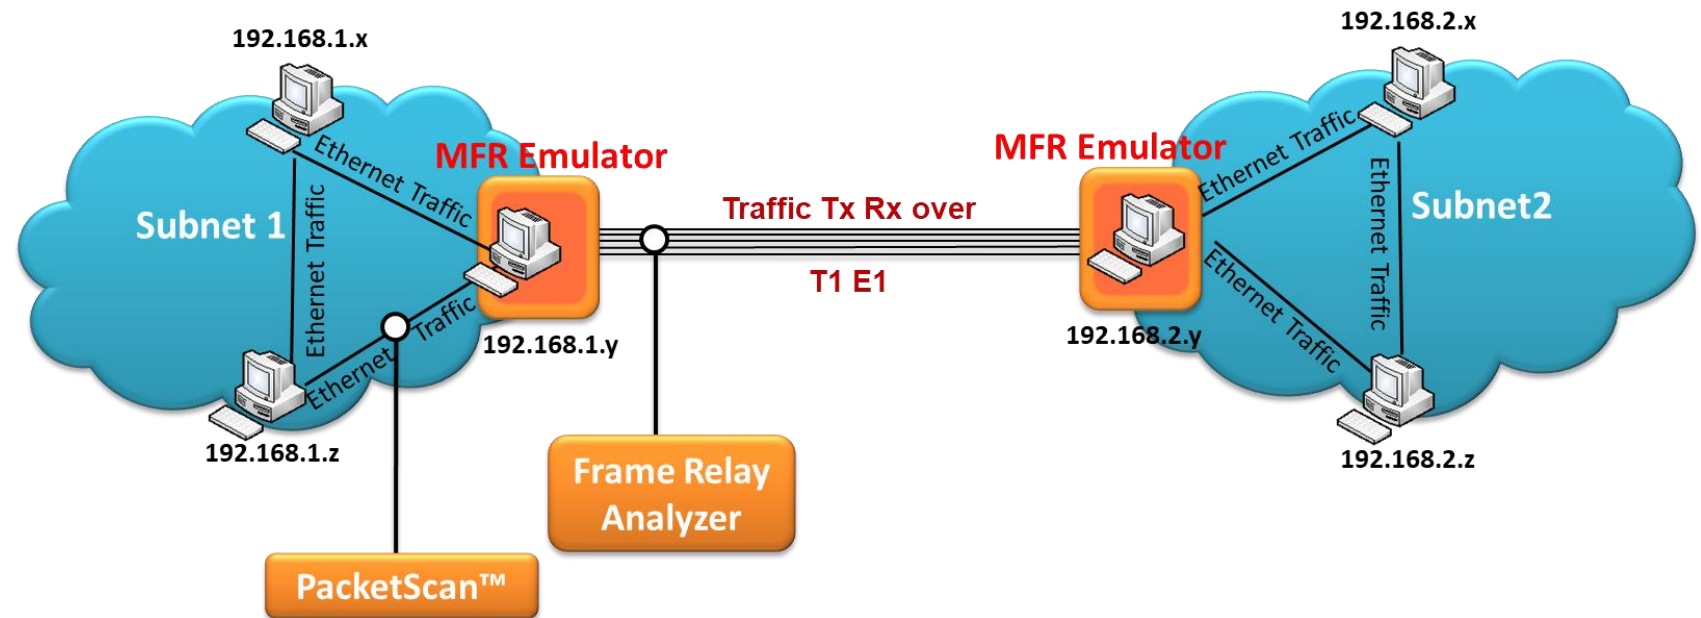 192.168.1.x
192.168.2.x
MFR Emulator
MFR Emulator
Ethernet Traffic
Ethernet Traffic
Subnet 1
Ethernet Traffic
Traffic Tx Rx over
T1 E1
Ethernet Traffic
Subnet2
Ethernet Traffic
Ethernet Traffic
192.168.1.y
192.168.2.y
192.168.1.z
192.168.2.z
Frame Relay
Analyzer
PacketScan™